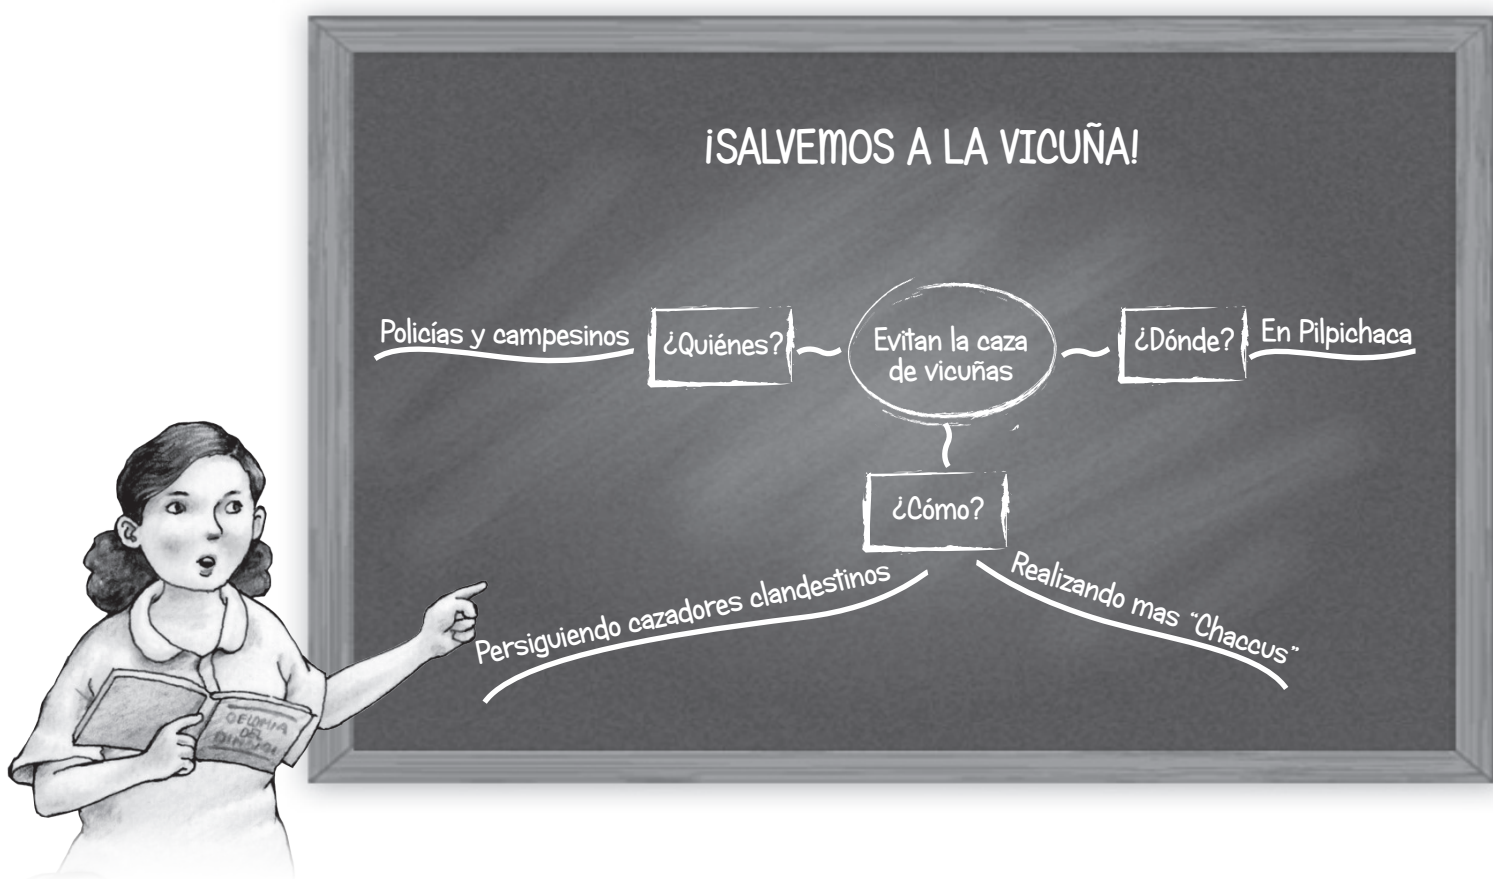 ¡SALVEMOS A LA VICUÑA!
Policías y campesinos
¿Quiénes?
Evitan la caza
de vicuñas
¿Dónde?
En Pilpichaca
¿Cómo?
Persiguiendo cazadores clandestinos
Realizando mas “Chaccus”
DEL